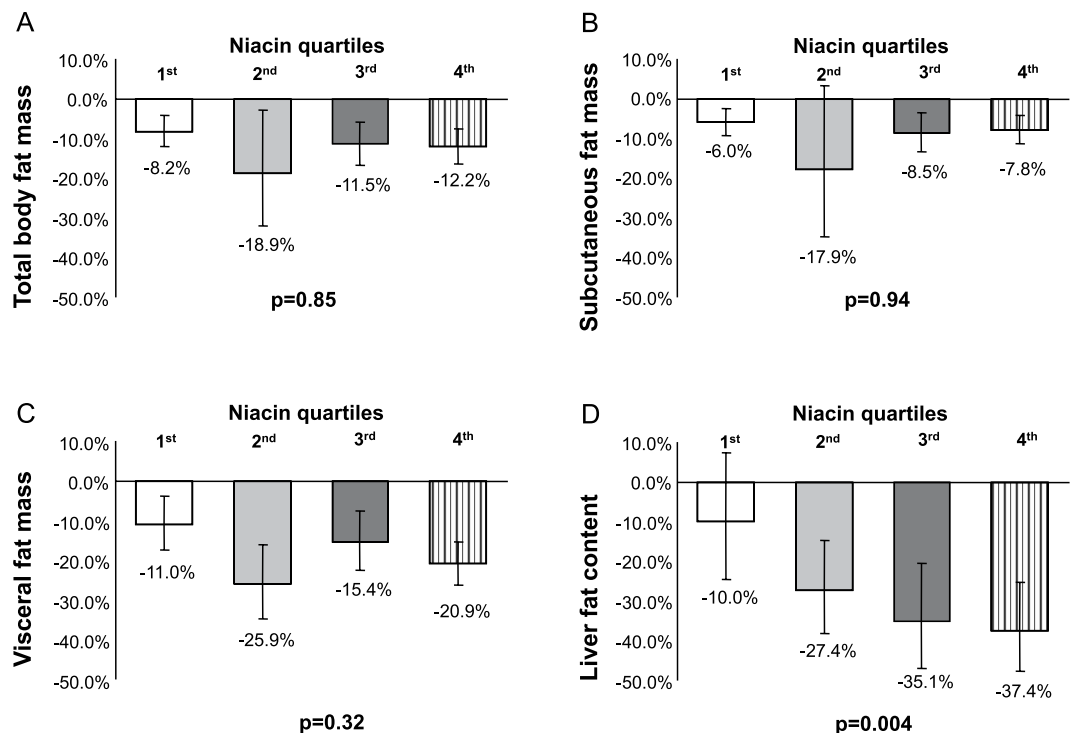 A
Niacin quartiles
1st 2nd 3rd 4th
10.0%
0.0%
-10.0%
-20.0%
-30.0%
-40.0%
-50.0%
Total body fat mass
-8.2%
-18.9%
-11.5%
-12.2%
p=0.85
B
Niacin quartiles
1st 2nd 3rd 4th
10.0%
0.0%
-10.0%
-20.0%
-30.0%
-40.0%
-50.0%
Subcutaneous fat mass
-6.0%
-17.9%
-8.5%
-7.8%
p=0.94
C
Niacin quartiles
1st 2nd 3rd 4th
10.0%
0.0%
-10.0%
-20.0%
-30.0%
-40.0%
-50.0%
Visceral fat mass
-11.0%
-25.9%
-15.4%
-20.9%
p=0.32
D
Niacin quartiles
1st 2nd 3rd 4th
10.0%
0.0%
-10.0%
-20.0%
-30.0%
-40.0%
-50.0%
Liver fat content
-10.0%
-27.4%
-35.1%
-37.4%
p=0.004